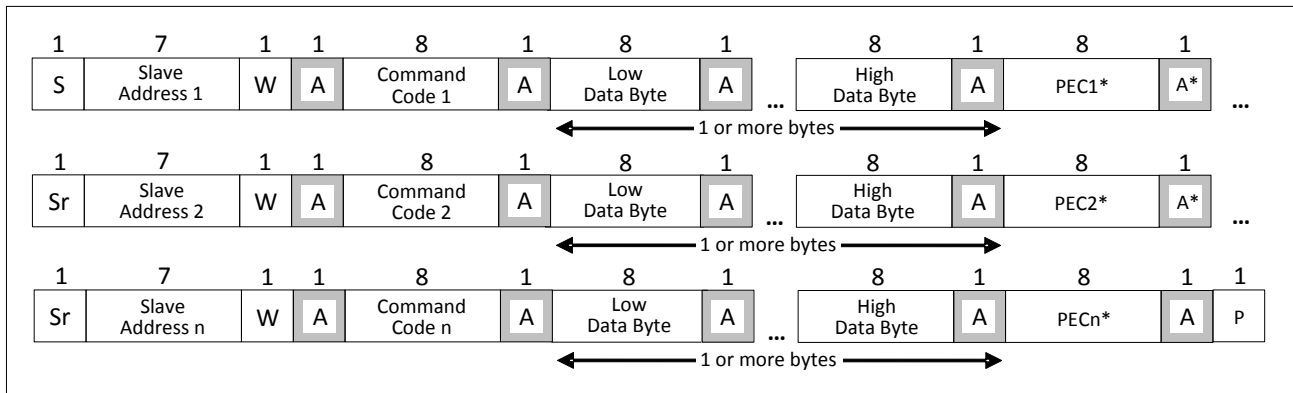 1 7 1 1 8 1 8 1 8 1 8 1
S Slave Address 1 W A Command Code 1 A Low Data Byte A ... High Data Byte A PEC1* A* ...
1 or more bytes
1 7 1 1 8 1 8 1 8 1 8 1
Sr Slave Address 2 W A Command Code 2 A Low Data Byte A ... High Data Byte A PEC2* A* ...
1 or more bytes
1 7 1 1 8 1 8 1 8 1 8 1 1
Sr Slave Address n W A Command Code n A Low Data Byte A ... High Data Byte A PECn* A P
1 or more bytes